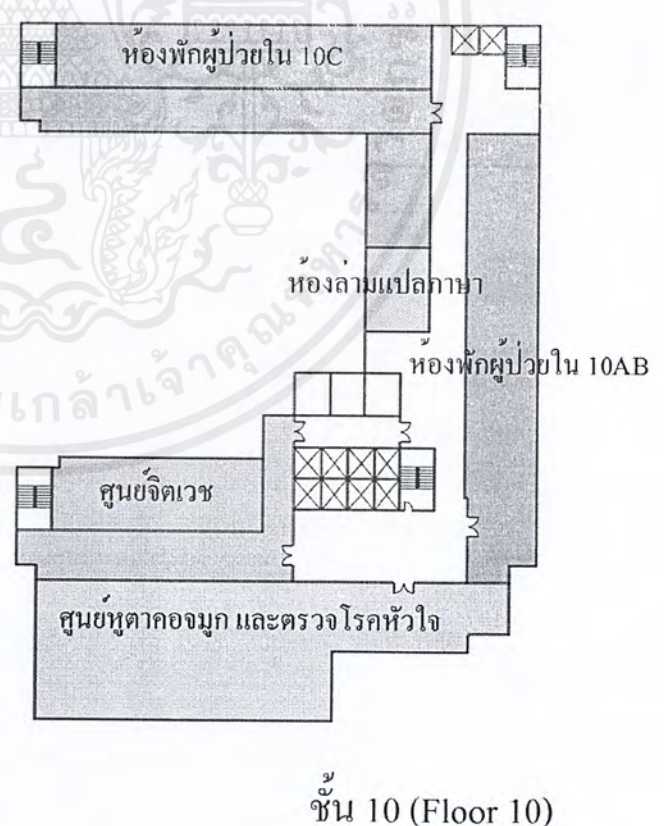 ห้องพักผู้ป่วยใน 10C
ห้องล่ามแปลภาษา
ห้องพักผู้ป่วยใน 10AB
ศูนย์จิตเวช
ศูนย์หูตาคอจมูก และตรวจโรคหัวใจ
ชั้น 10 (Floor 10)